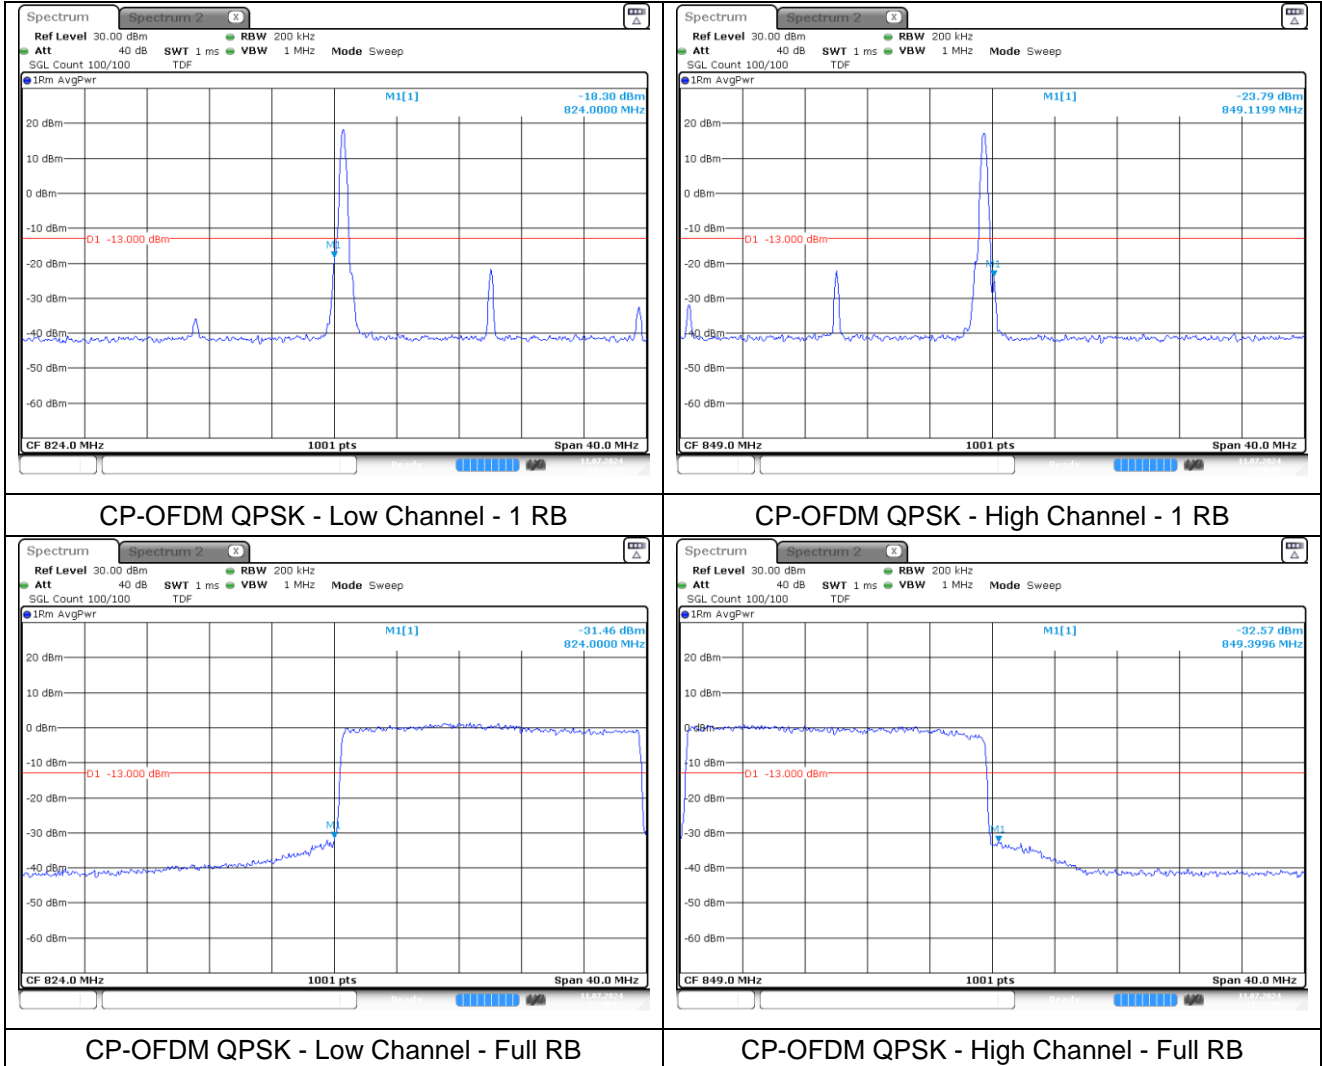 Spectrum Spectrum 2 X
Ref Level 30.00 dBm RBW 200 kHz
Att 40 dB SWT 1 ms VBW 1 MHz Mode Sweep
SGL Count 100/100 TDF
1Rm AvgPwr
M1[1] -18.30 dBm
824.0000 MHz
20 dBm
10 dBm
0 dBm
-10 dBm
D1 -13.000 dBm
M1
-20 dBm
-30 dBm
-40 dBm
-50 dBm
-60 dBm
CF 824.0 MHz 1001 pts Span 40.0 MHz
Ready 11.07.2024
CP-OFDM QPSK - Low Channel - 1 RB
Spectrum Spectrum 2 X
Ref Level 30.00 dBm RBW 200 kHz
Att 40 dB SWT 1 ms VBW 1 MHz Mode Sweep
SGL Count 100/100 TDF
1Rm AvgPwr
M1[1] -23.79 dBm
849.1199 MHz
20 dBm
10 dBm
0 dBm
-10 dBm
D1 -13.000 dBm
-20 dBm
M1
-30 dBm
-40 dBm
-50 dBm
-60 dBm
CF 849.0 MHz 1001 pts Span 40.0 MHz
Ready 11.07.2024
CP-OFDM QPSK - High Channel - 1 RB
Spectrum Spectrum 2 X
Ref Level 30.00 dBm RBW 200 kHz
Att 40 dB SWT 1 ms VBW 1 MHz Mode Sweep
SGL Count 100/100 TDF
1Rm AvgPwr
M1[1] -31.46 dBm
824.0000 MHz
20 dBm
10 dBm
0 dBm
-10 dBm
D1 -13.000 dBm
-20 dBm
M1
-30 dBm
-40 dBm
-50 dBm
-60 dBm
CF 824.0 MHz 1001 pts Span 40.0 MHz
Ready 11.07.2024
CP-OFDM QPSK - Low Channel - Full RB
Spectrum Spectrum 2 X
Ref Level 30.00 dBm RBW 200 kHz
Att 40 dB SWT 1 ms VBW 1 MHz Mode Sweep
SGL Count 100/100 TDF
1Rm AvgPwr
M1[1] -32.57 dBm
849.3996 MHz
20 dBm
10 dBm
0 dBm
-10 dBm
D1 -13.000 dBm
-20 dBm
M1
-30 dBm
-40 dBm
-50 dBm
-60 dBm
CF 849.0 MHz 1001 pts Span 40.0 MHz
Ready 11.07.2024
CP-OFDM QPSK - High Channel - Full RB